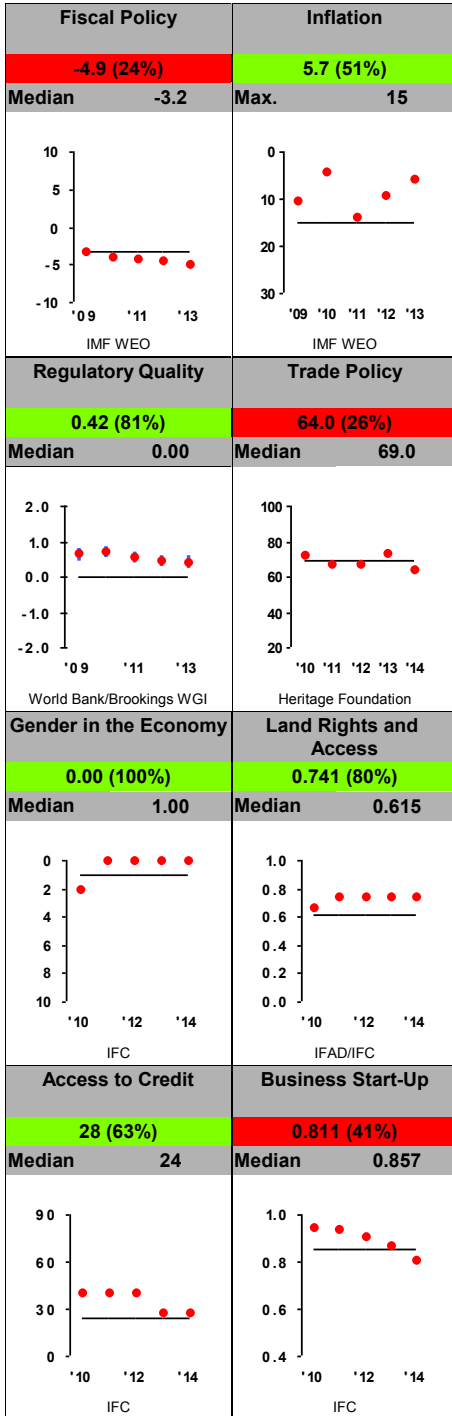 Fiscal Policy
-4.9 (24%)
Median -3.2
10
5
0
-5
-10
'09 '11 '13
IMF WEO
Inflation
5.7 (51%)
Max. 15
0
10
20
30
'09 '10 '11 '12 '13
IMF WEO
Regulatory Quality
0.42 (81%)
Median 0.00
2.0
1.0
0.0
-1.0
-2.0
'09 '11 '13
World Bank/Brookings WGI
Trade Policy
64.0 (26%)
Median 69.0
100
80
60
40
20
'10 '11 '12 '13 '14
Heritage Foundation
Gender in the Economy
0.00 (100%)
Median 1.00
0
2
4
6
8
10
'10 '12 '14
IFC
Land Rights and
Access
0.741 (80%)
Median 0.615
1.0
0.8
0.6
0.4
0.2
0.0
'10 '12 '14
IFAD/IFC
Access to Credit
28 (63%)
Median 24
90
60
30
0
'10 '12 '14
IFC
Business Start-Up
0.811 (41%)
Median 0.857
1.0
0.8
0.6
0.4
'10 '12 '14
IFC